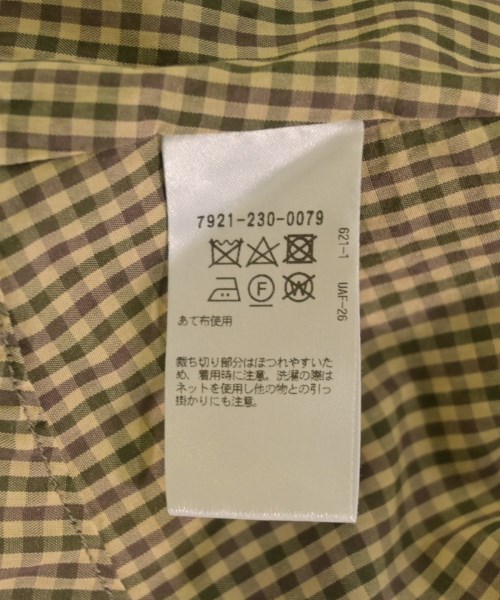 7921-230-0079
F
W
あて布使用
裁ち切り部分はほつれやすいた
め、着用時に注意。洗濯の際は
ネットを使用し他の物との引っ
掛かりにも注意。
621-1
UAF-26